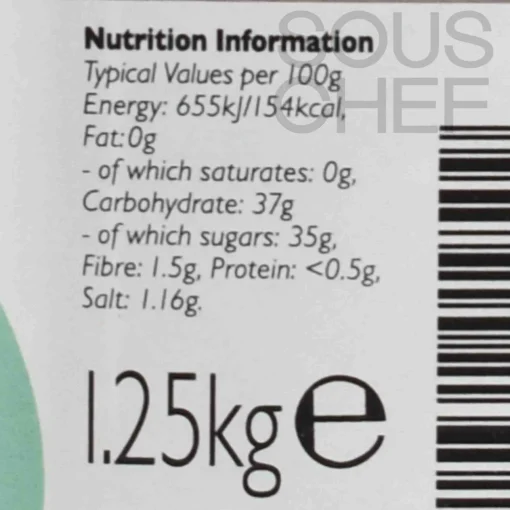 SOUS
CHEF
Nutrition Information
Typical Values per 100g
Energy: 655kJ/154kcal,
Fat:0g
- of which saturates: 0g,
Carbohydrate: 37g
- of which sugars: 35g,
Fibre: 1.5g, Protein: <0.5g,
Salt: 1.16g.
1.25kg e